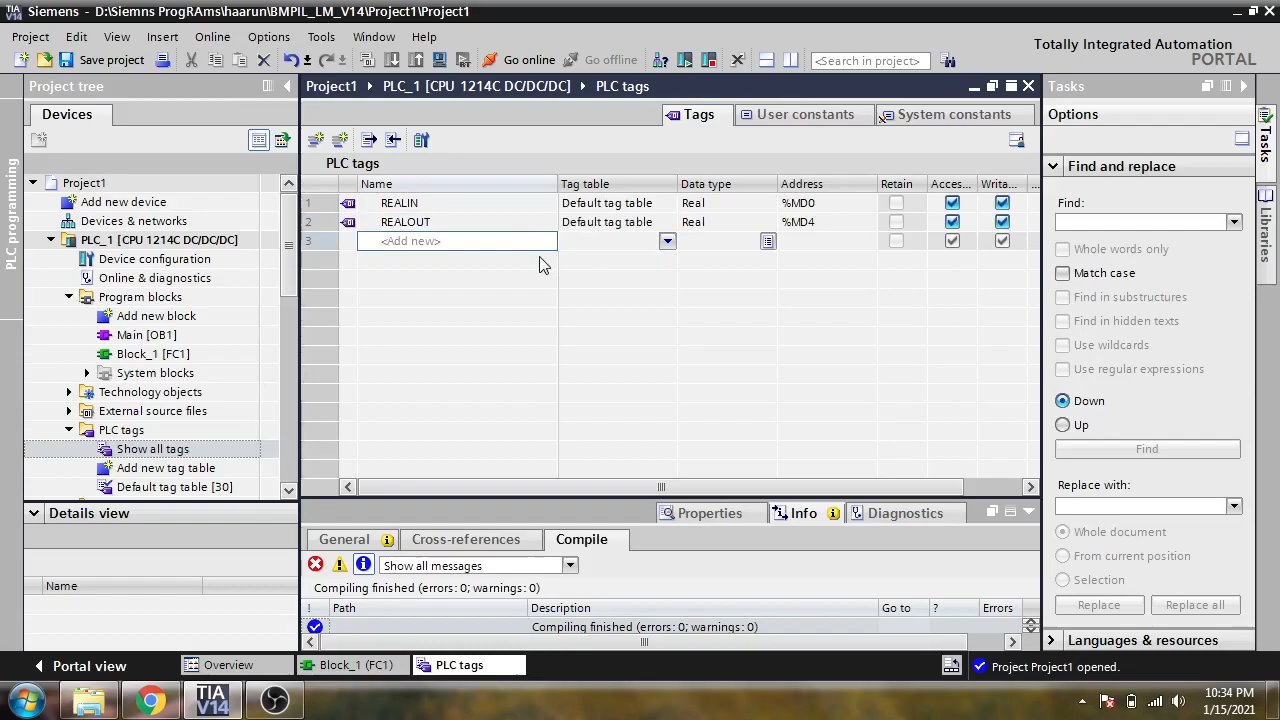 TIA
V14
Siemens - D:\Siemns ProgRAms\haarun\BMPIL_LM_V14\Project1\Project1
Project Edit View Insert Online Options Tools Window Help
Totally Integrated Automation
PORTAL
Save project
Go online
Go offline
<Search in project>
Project tree
Project1 PLC_1 [CPU 1214C DC/DC/DC] PLC tags
Tasks
Devices
Tags User constants System constants
Options
PLC tags
Find and replace
Name Tag table Data type Address Retain Acces... Writa... ...
1 REALIN Default tag table Real %MD0
2 REALOUT Default tag table Real %MD4
3 <Add new>
Project1
Add new device
Devices & networks
PLC_1 [CPU 1214C DC/DC/DC]
Device configuration
Online & diagnostics
Program blocks
Add new block
Main [OB1]
Block_1 [FC1]
System blocks
Technology objects
External source files
PLC tags
Show all tags
Add new tag table
Default tag table [30]
Details view
Name
PLC programming
Find:
Whole words only
Match case
Find in substructures
Find in hidden texts
Use wildcards
Use regular expressions
Down
Up
Find
Replace with:
Whole document
From current position
Selection
Replace Replace all
Languages & resources
Tasks
Libraries
Properties Info Diagnostics
General Cross-references Compile
Show all messages
Compiling finished (errors: 0; warnings: 0)
! Path Description Go to ? Errors
Compiling finished (errors: 0; warnings: 0)
Portal view Overview Block_1 (FC1) PLC tags
Project Project1 opened.
TIA
V14
10:34 PM
1/15/2021